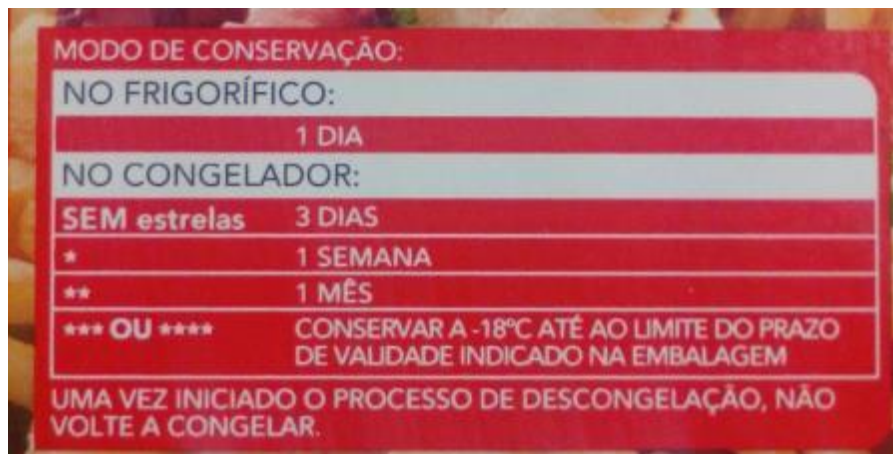 MODO DE CONSERVAÇÃO:
NO FRIGORÍFICO:
1 DIA
NO CONGELADOR:
SEM estrelas 3 DIAS
* 1 SEMANA
** 1 MÊS
*** OU **** CONSERVAR A -18ºC ATÉ AO LIMITE DO PRAZO
DE VALIDADE INDICADO NA EMBALAGEM
UMA VEZ INICIADO O PROCESSO DE DESCONGELAÇÃO, NÃO
VOLTE A CONGELAR.